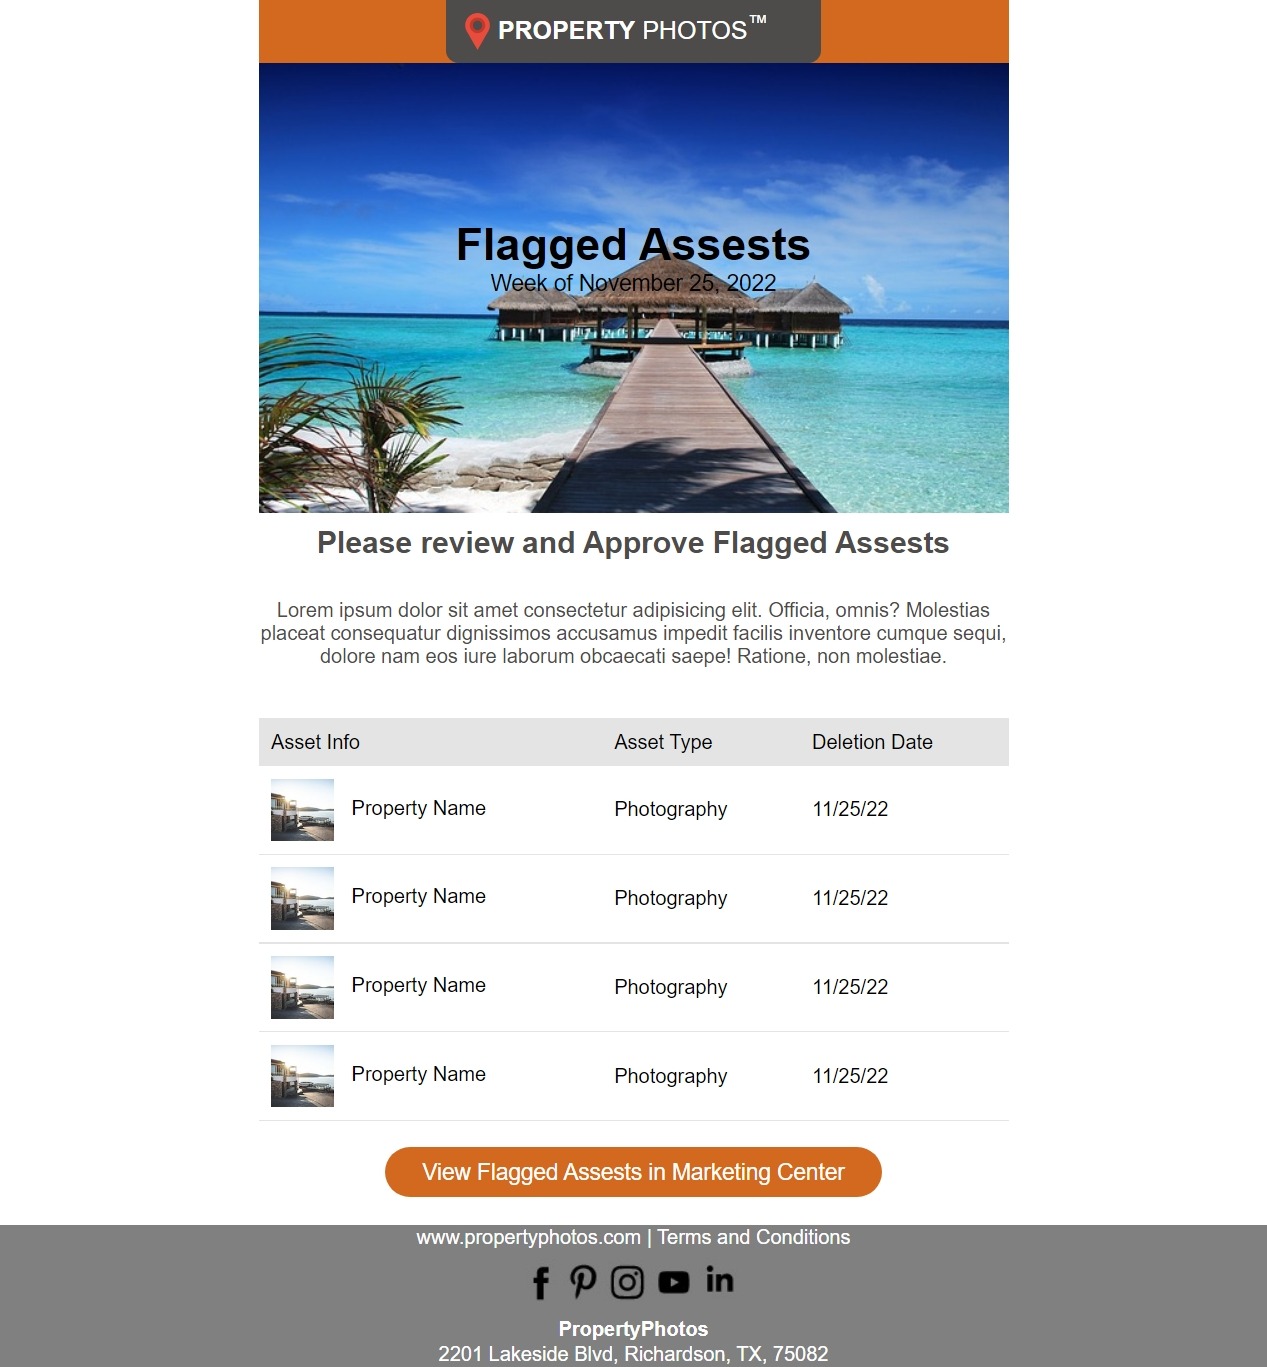 PROPERTY PHOTOS™
Flagged Assests
Week of November 25, 2022
Please review and Approve Flagged Assests
Lorem ipsum dolor sit amet consectetur adipisicing elit. Officia, omnis? Molestias
placeat consequatur dignissimos accusamus impedit facilis inventore cumque sequi,
dolore nam eos iure laborum obcaecati saepe! Ratione, non molestiae.
Asset Info Asset Type Deletion Date
Property Name Photography 11/25/22
Property Name Photography 11/25/22
Property Name Photography 11/25/22
Property Name Photography 11/25/22
View Flagged Assests in Marketing Center
www.propertyphotos.com | Terms and Conditions
PropertyPhotos
2201 Lakeside Blvd, Richardson, TX, 75082